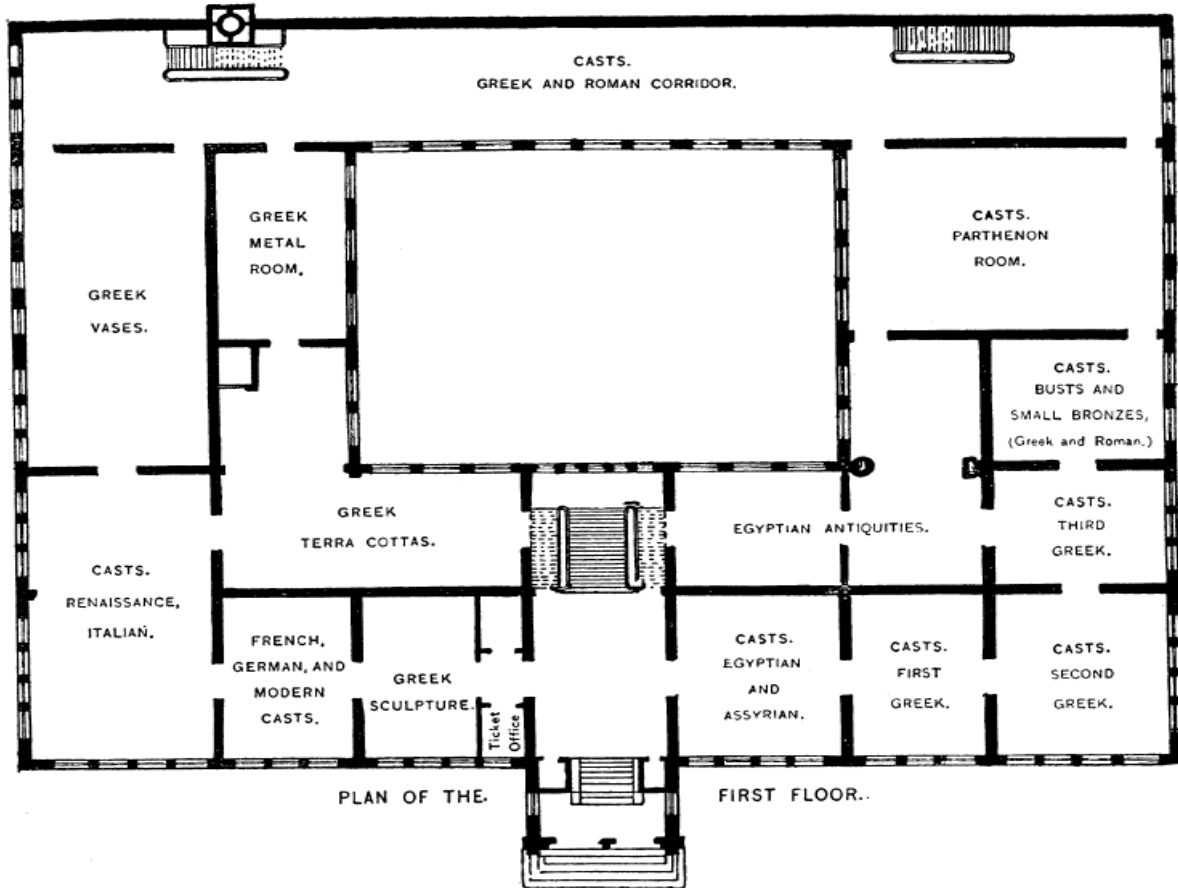 CASTS.
GREEK AND ROMAN CORRIDOR.
GREEK
METAL
ROOM.
CASTS.
PARTHENON
ROOM.
GREEK
VASES.
CASTS.
BUSTS AND
SMALL BRONZES,
(Greek and Roman.)
GREEK
TERRA COTTAS.
EGYPTIAN ANTIQUITIES.
CASTS.
THIRD
GREEK.
CASTS.
RENAISSANCE,
ITALIAN.
FRENCH,
GERMAN, AND
MODERN
CASTS.
GREEK
SCULPTURE.
Ticket
Office
CASTS.
EGYPTIAN
AND
ASSYRIAN.
CASTS.
FIRST
GREEK.
CASTS.
SECOND
GREEK.
PLAN OF THE. FIRST FLOOR..